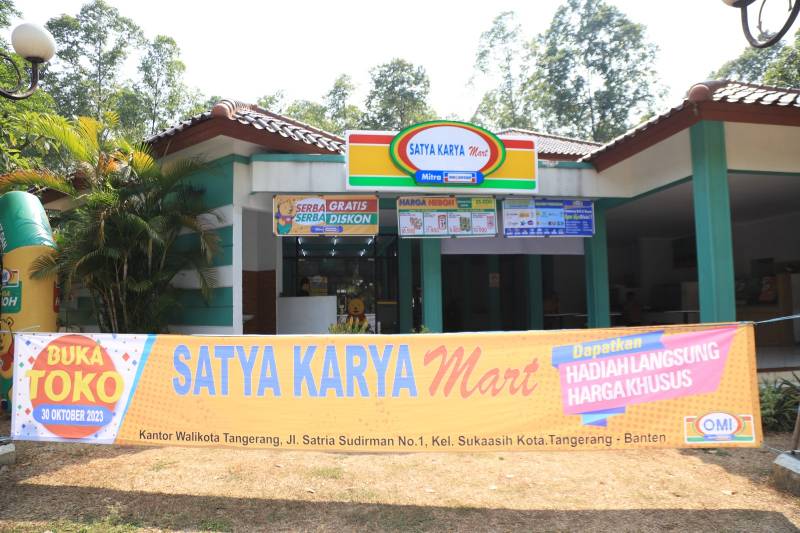 SATYA KARYA Mart
Mitra
SERBA GRATIS
SERBA DISKON
HARGA HEBOH
BUKA
TOKO
30 OKTOBER 2023
SATYA KARYA Mart
Dapatkan
HADIAH LANGSUNG
HARGA KHUSUS
OMI
Kantor Walikota Tangerang, Jl. Satria Sudirman No.1, Kel. Sukaasih Kota.Tangerang - Banten